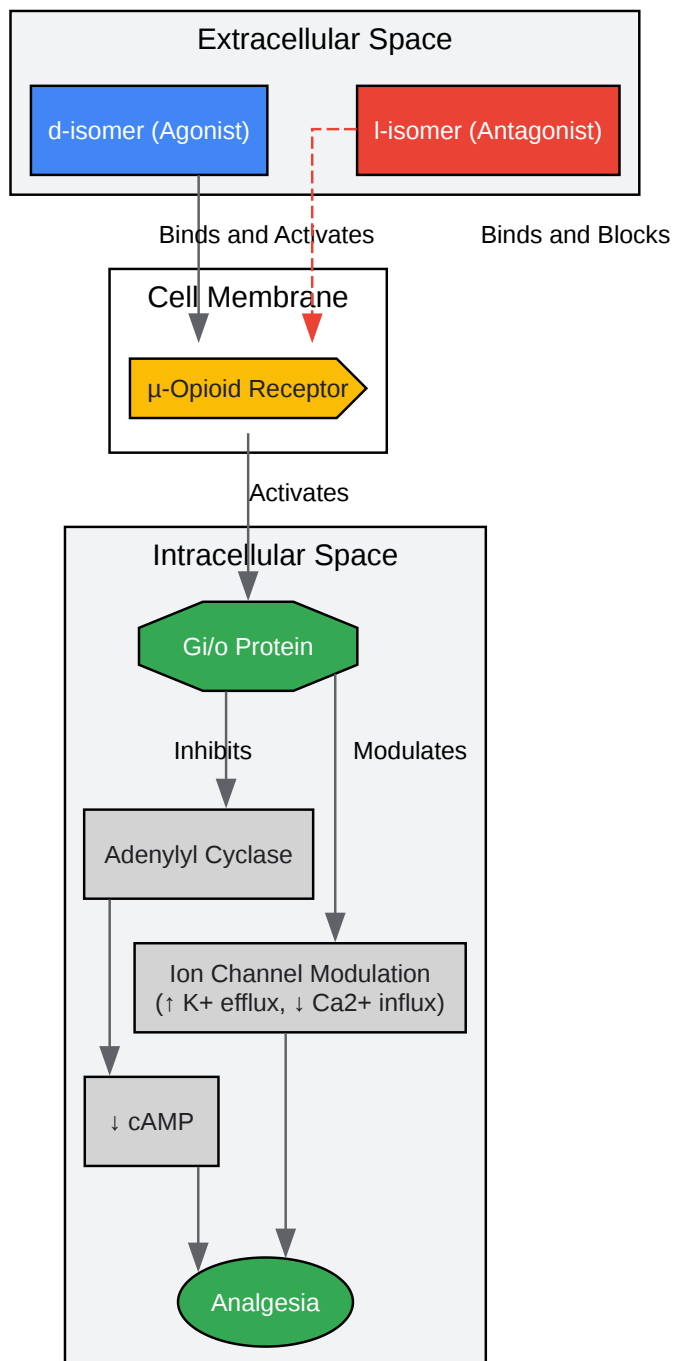 Extracellular Space
d-isomer (Agonist)
l-isomer (Antagonist)
Binds and Activates
Binds and Blocks
Cell Membrane
µ-Opioid Receptor
Activates
Intracellular Space
Gi/o Protein
Inhibits
Modulates
Adenylyl Cyclase
Ion Channel Modulation
(↑ K+ efflux, ↓ Ca2+ influx)
↓ cAMP
Analgesia